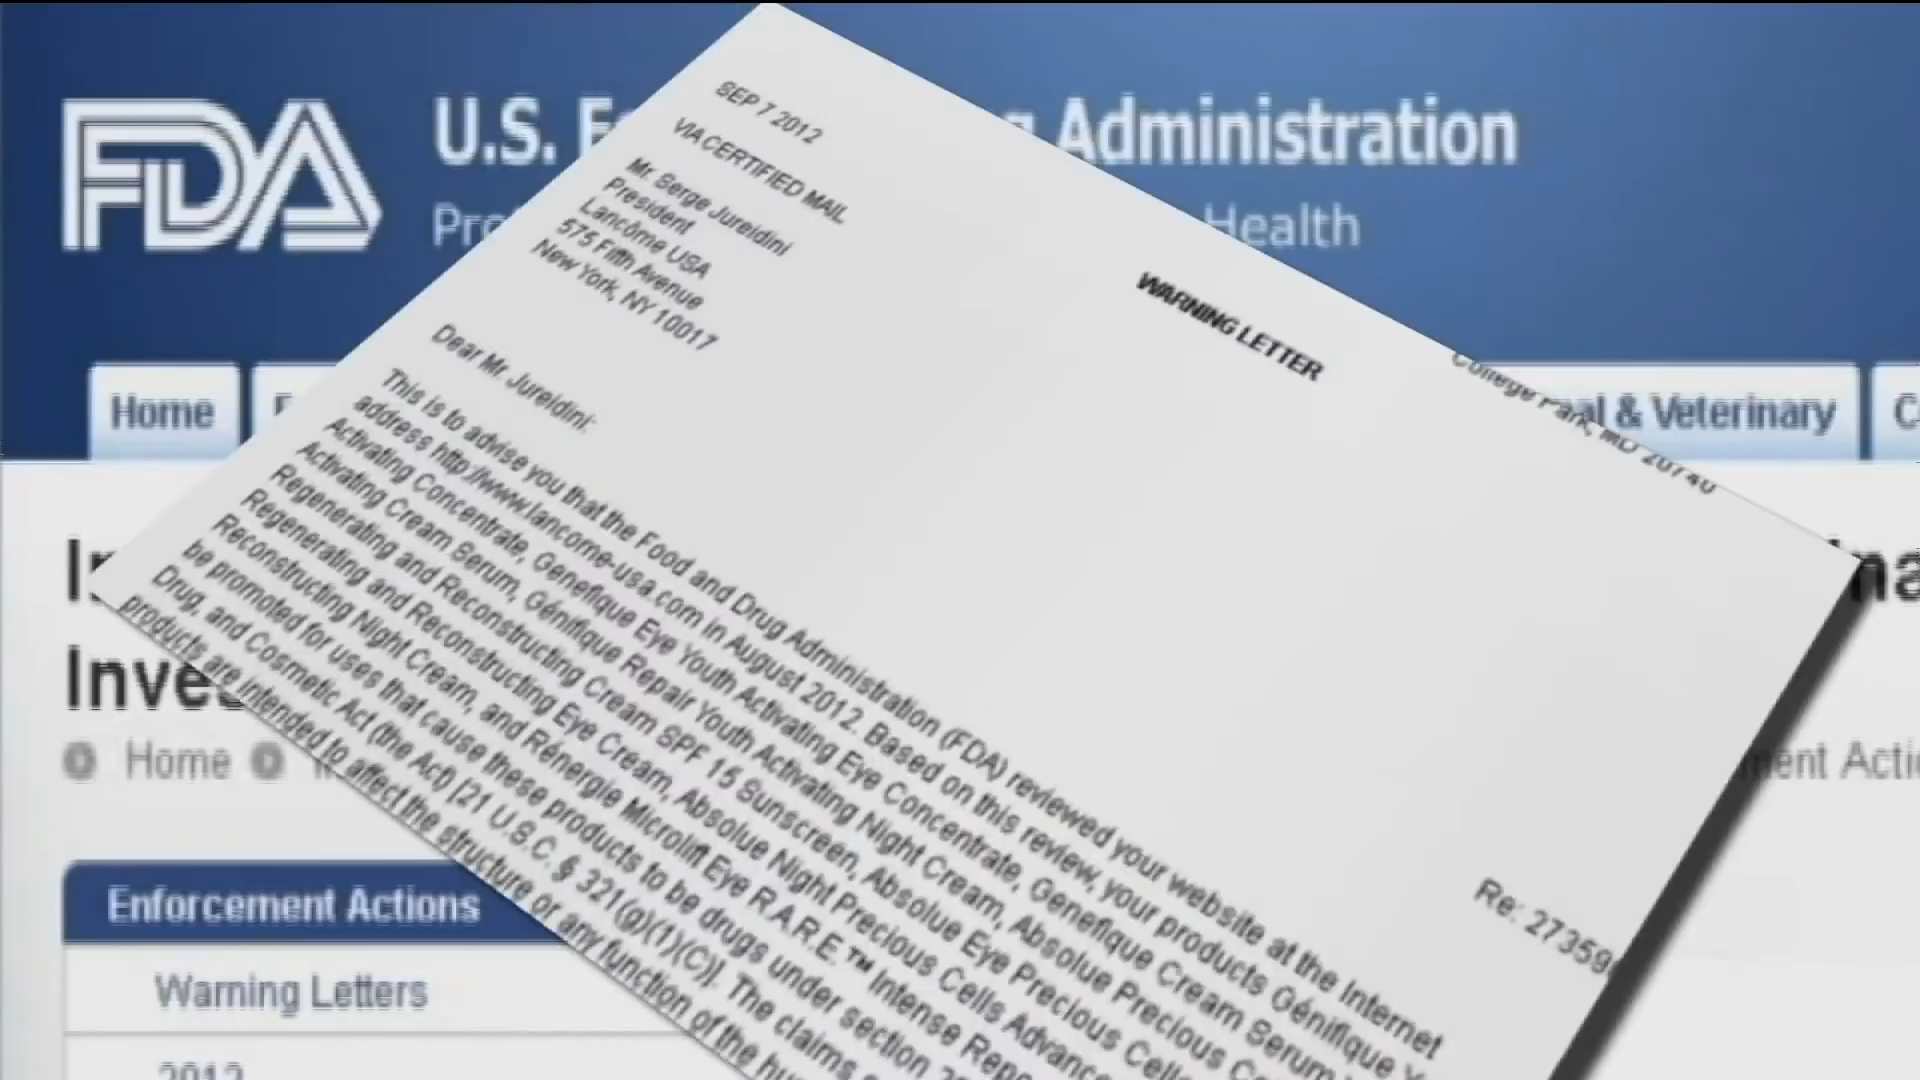 FDA
U.S. Administration
Health
Home
& Veterinary
Home
Enforcement Actions
Warning Letters
2012
SEP 7 2012
VIA CERTIFIED MAIL
Mr. Serge Jureidini
President
Lancôme USA
575 Fifth Avenue
New York, NY 10017
WARNING LETTER
College Park, MD 20740
Re: 27359
Dear Mr. Jureidini:
This is to advise you that the Food and Drug Administration (FDA) reviewed your website at the Internet
address http://www.lancome-usa.com in August 2012. Based on this review, your products Génifique
Activating Concentrate, Genefique Eye Youth Activating Eye Concentrate, Genefique Cream Serum
Activating Cream Serum, Génifique Repair Youth Activating Night Cream, Absolue Precious
Regenerating and Reconstructing Cream SPF 15 Sunscreen, Absolue Eye Precious Cells
Regenerating and Reconstructing Eye Cream, Absolue Night Precious Cells Advanced
Reconstructing Night Cream, and Rénergie Microlift Eye R.A.R.E.™ Intense
be promoted for uses that cause these products to be drugs under section
Drug, and Cosmetic Act (the Act) [21 U.S.C. § 321(g)(1)(C)]. The claims
products are intended to affect the structure or any function of the